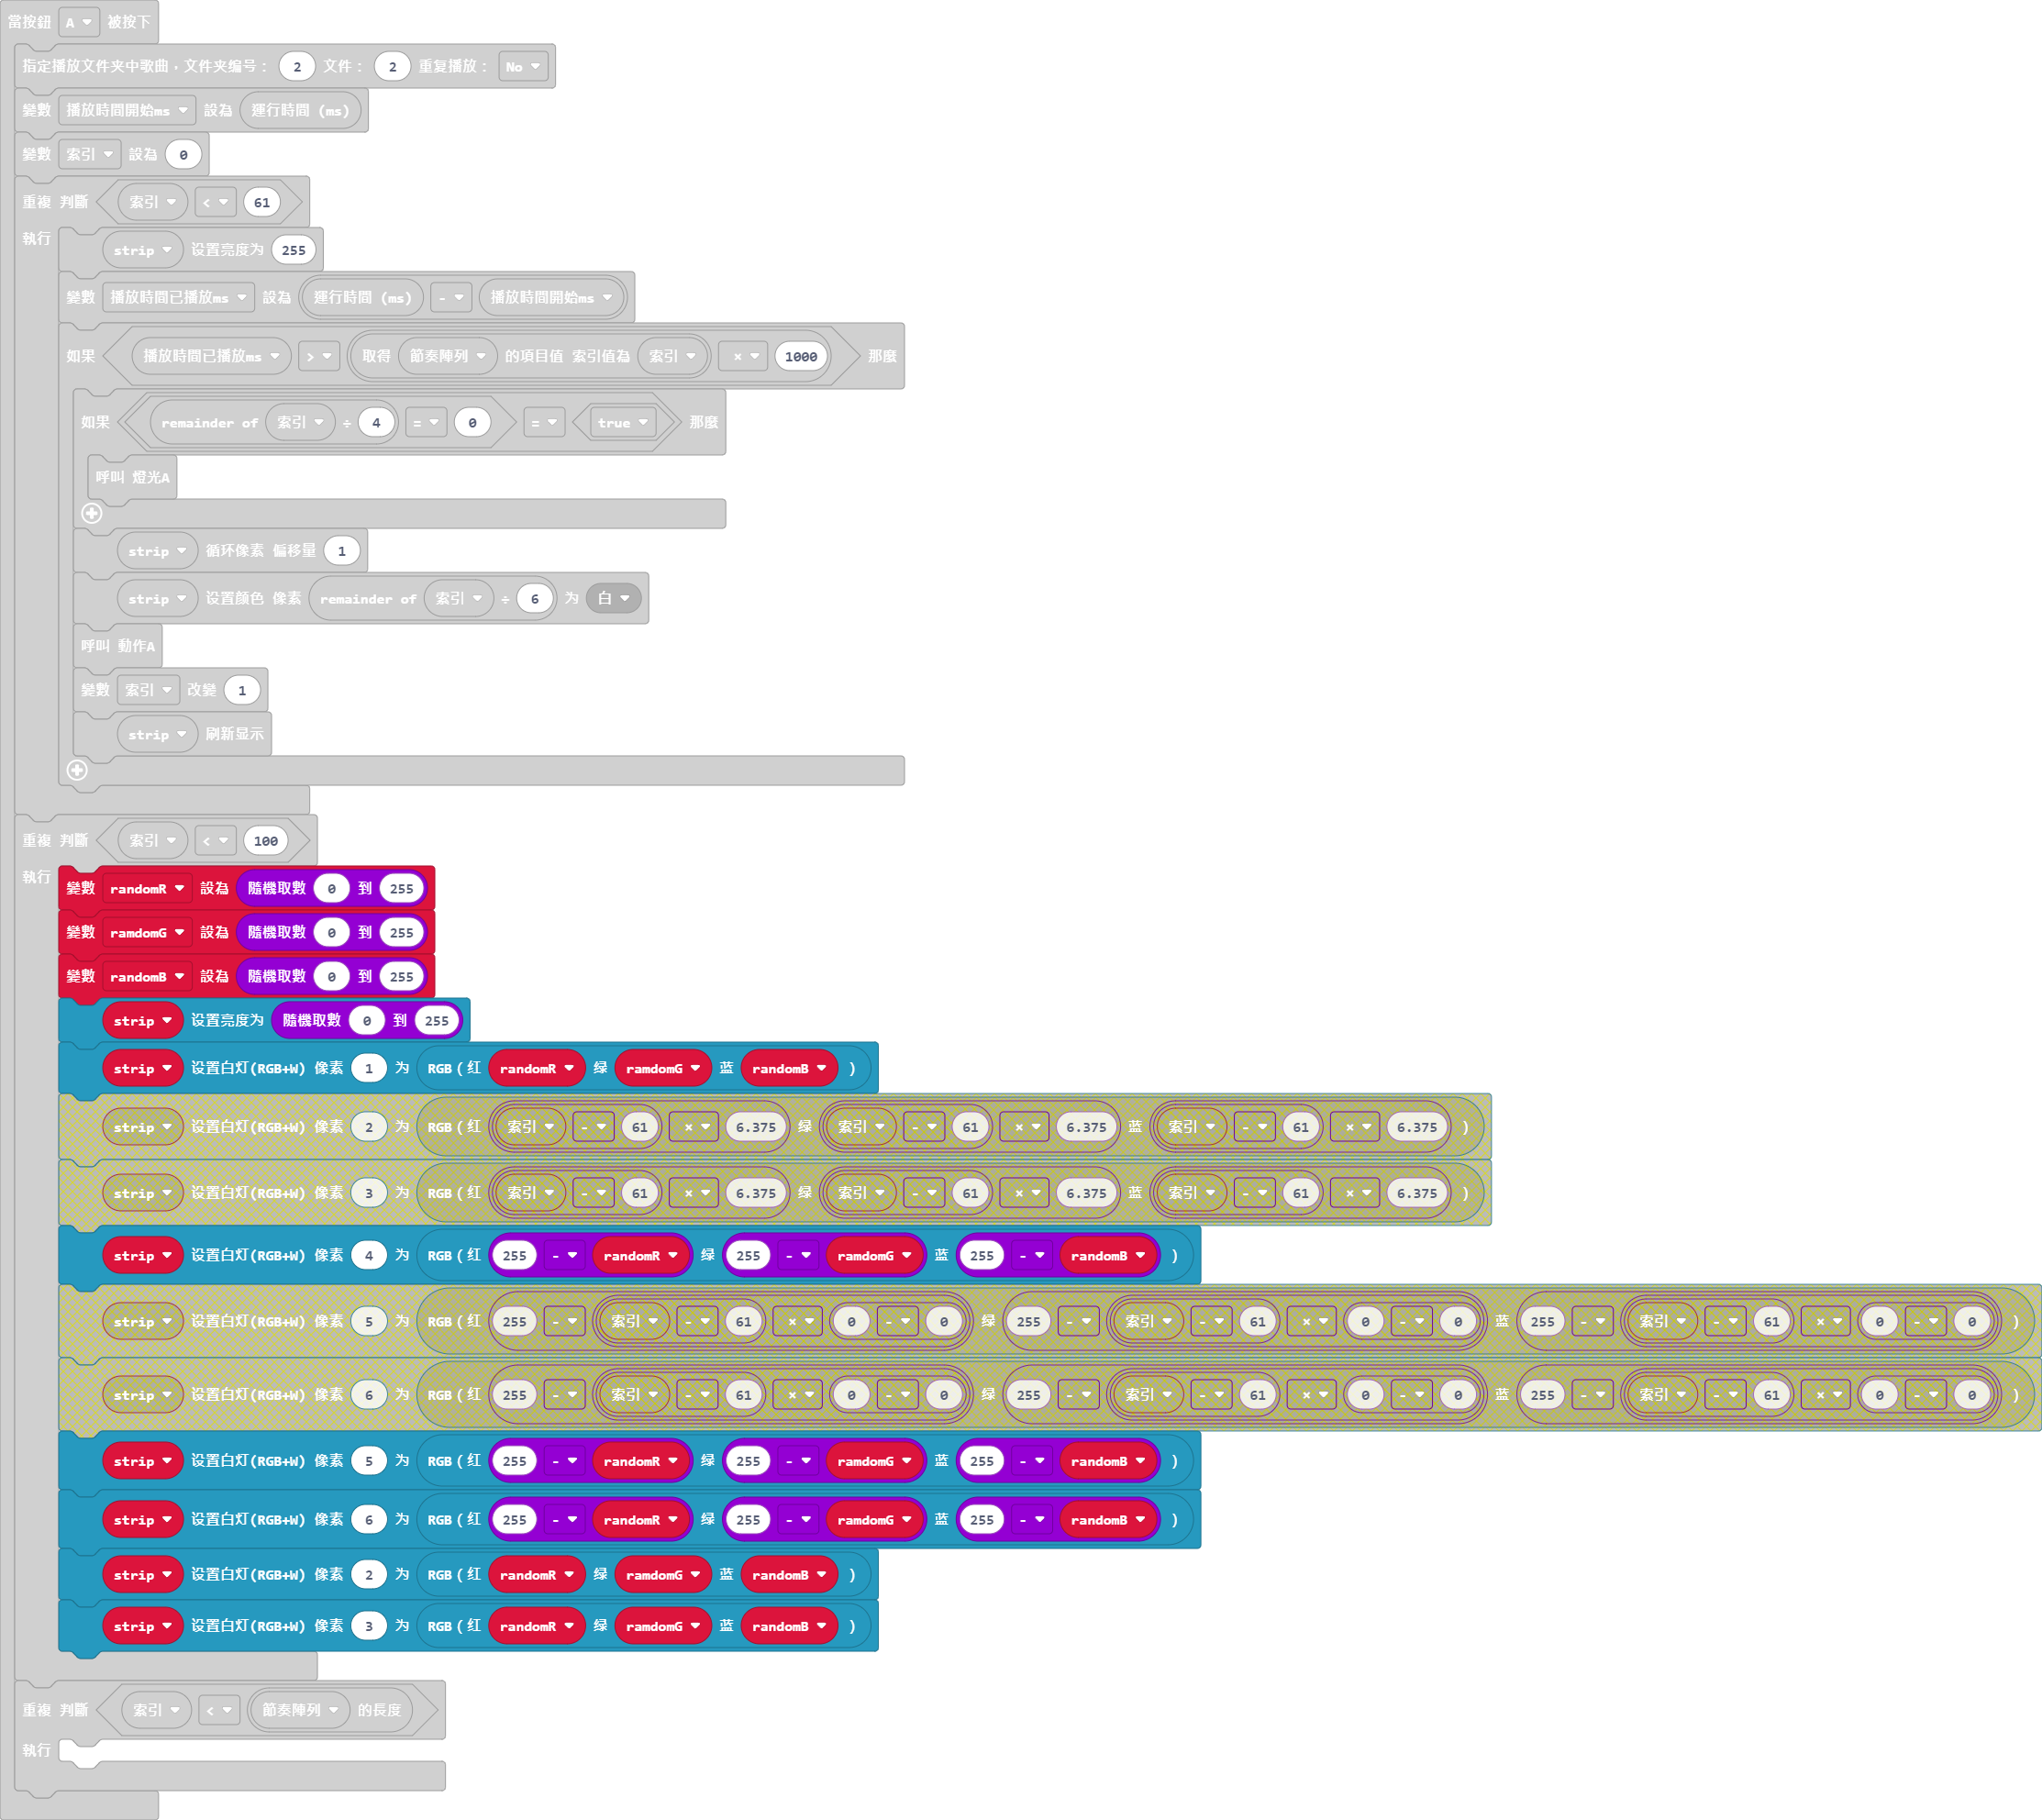 當按鈕 A 被按下
指定播放文件夹中歌曲，文件夹编号： 2 文件： 2 重复播放： No
變數 播放時間開始ms 設為 運行時間 (ms)
變數 索引 設為 0
重複 判斷 索引 < 61
執行
strip 设置亮度为 255
變數 播放時間已播放ms 設為 運行時間 (ms) - 播放時間開始ms
如果 播放時間已播放ms > 取得 節奏陣列 的項目值 索引值為 索引 × 1000 那麼
如果 remainder of 索引 ÷ 4 = 0 = true 那麼
呼叫 燈光A
strip 循环像素 偏移量 1
strip 设置颜色 像素 remainder of 索引 ÷ 6 为 白
呼叫 動作A
變數 索引 改變 1
strip 刷新显示
重複 判斷 索引 < 100
執行
變數 randomR 設為 隨機取數 0 到 255
變數 ramdomG 設為 隨機取數 0 到 255
變數 randomB 設為 隨機取數 0 到 255
strip 设置亮度为 隨機取數 0 到 255
strip 设置白灯(RGB+W) 像素 1 为 RGB(红 randomR 绿 ramdomG 蓝 randomB )
strip 设置白灯(RGB+W) 像素 2 为 RGB(红 索引 - 61 × 6.375 绿 索引 - 61 × 6.375 蓝 索引 - 61 × 6.375 )
strip 设置白灯(RGB+W) 像素 3 为 RGB(红 索引 - 61 × 6.375 绿 索引 - 61 × 6.375 蓝 索引 - 61 × 6.375 )
strip 设置白灯(RGB+W) 像素 4 为 RGB(红 255 - randomR 绿 255 - ramdomG 蓝 255 - randomB )
strip 设置白灯(RGB+W) 像素 5 为 RGB(红 255 - 索引 - 61 × 0 - 0 绿 255 - 索引 - 61 × 0 - 0 蓝 255 - 索引 - 61 × 0 - 0 )
strip 设置白灯(RGB+W) 像素 6 为 RGB(红 255 - 索引 - 61 × 0 - 0 绿 255 - 索引 - 61 × 0 - 0 蓝 255 - 索引 - 61 × 0 - 0 )
strip 设置白灯(RGB+W) 像素 5 为 RGB(红 255 - randomR 绿 255 - ramdomG 蓝 255 - randomB )
strip 设置白灯(RGB+W) 像素 6 为 RGB(红 255 - randomR 绿 255 - ramdomG 蓝 255 - randomB )
strip 设置白灯(RGB+W) 像素 2 为 RGB(红 randomR 绿 ramdomG 蓝 randomB )
strip 设置白灯(RGB+W) 像素 3 为 RGB(红 randomR 绿 ramdomG 蓝 randomB )
重複 判斷 索引 < 節奏陣列 的長度
執行